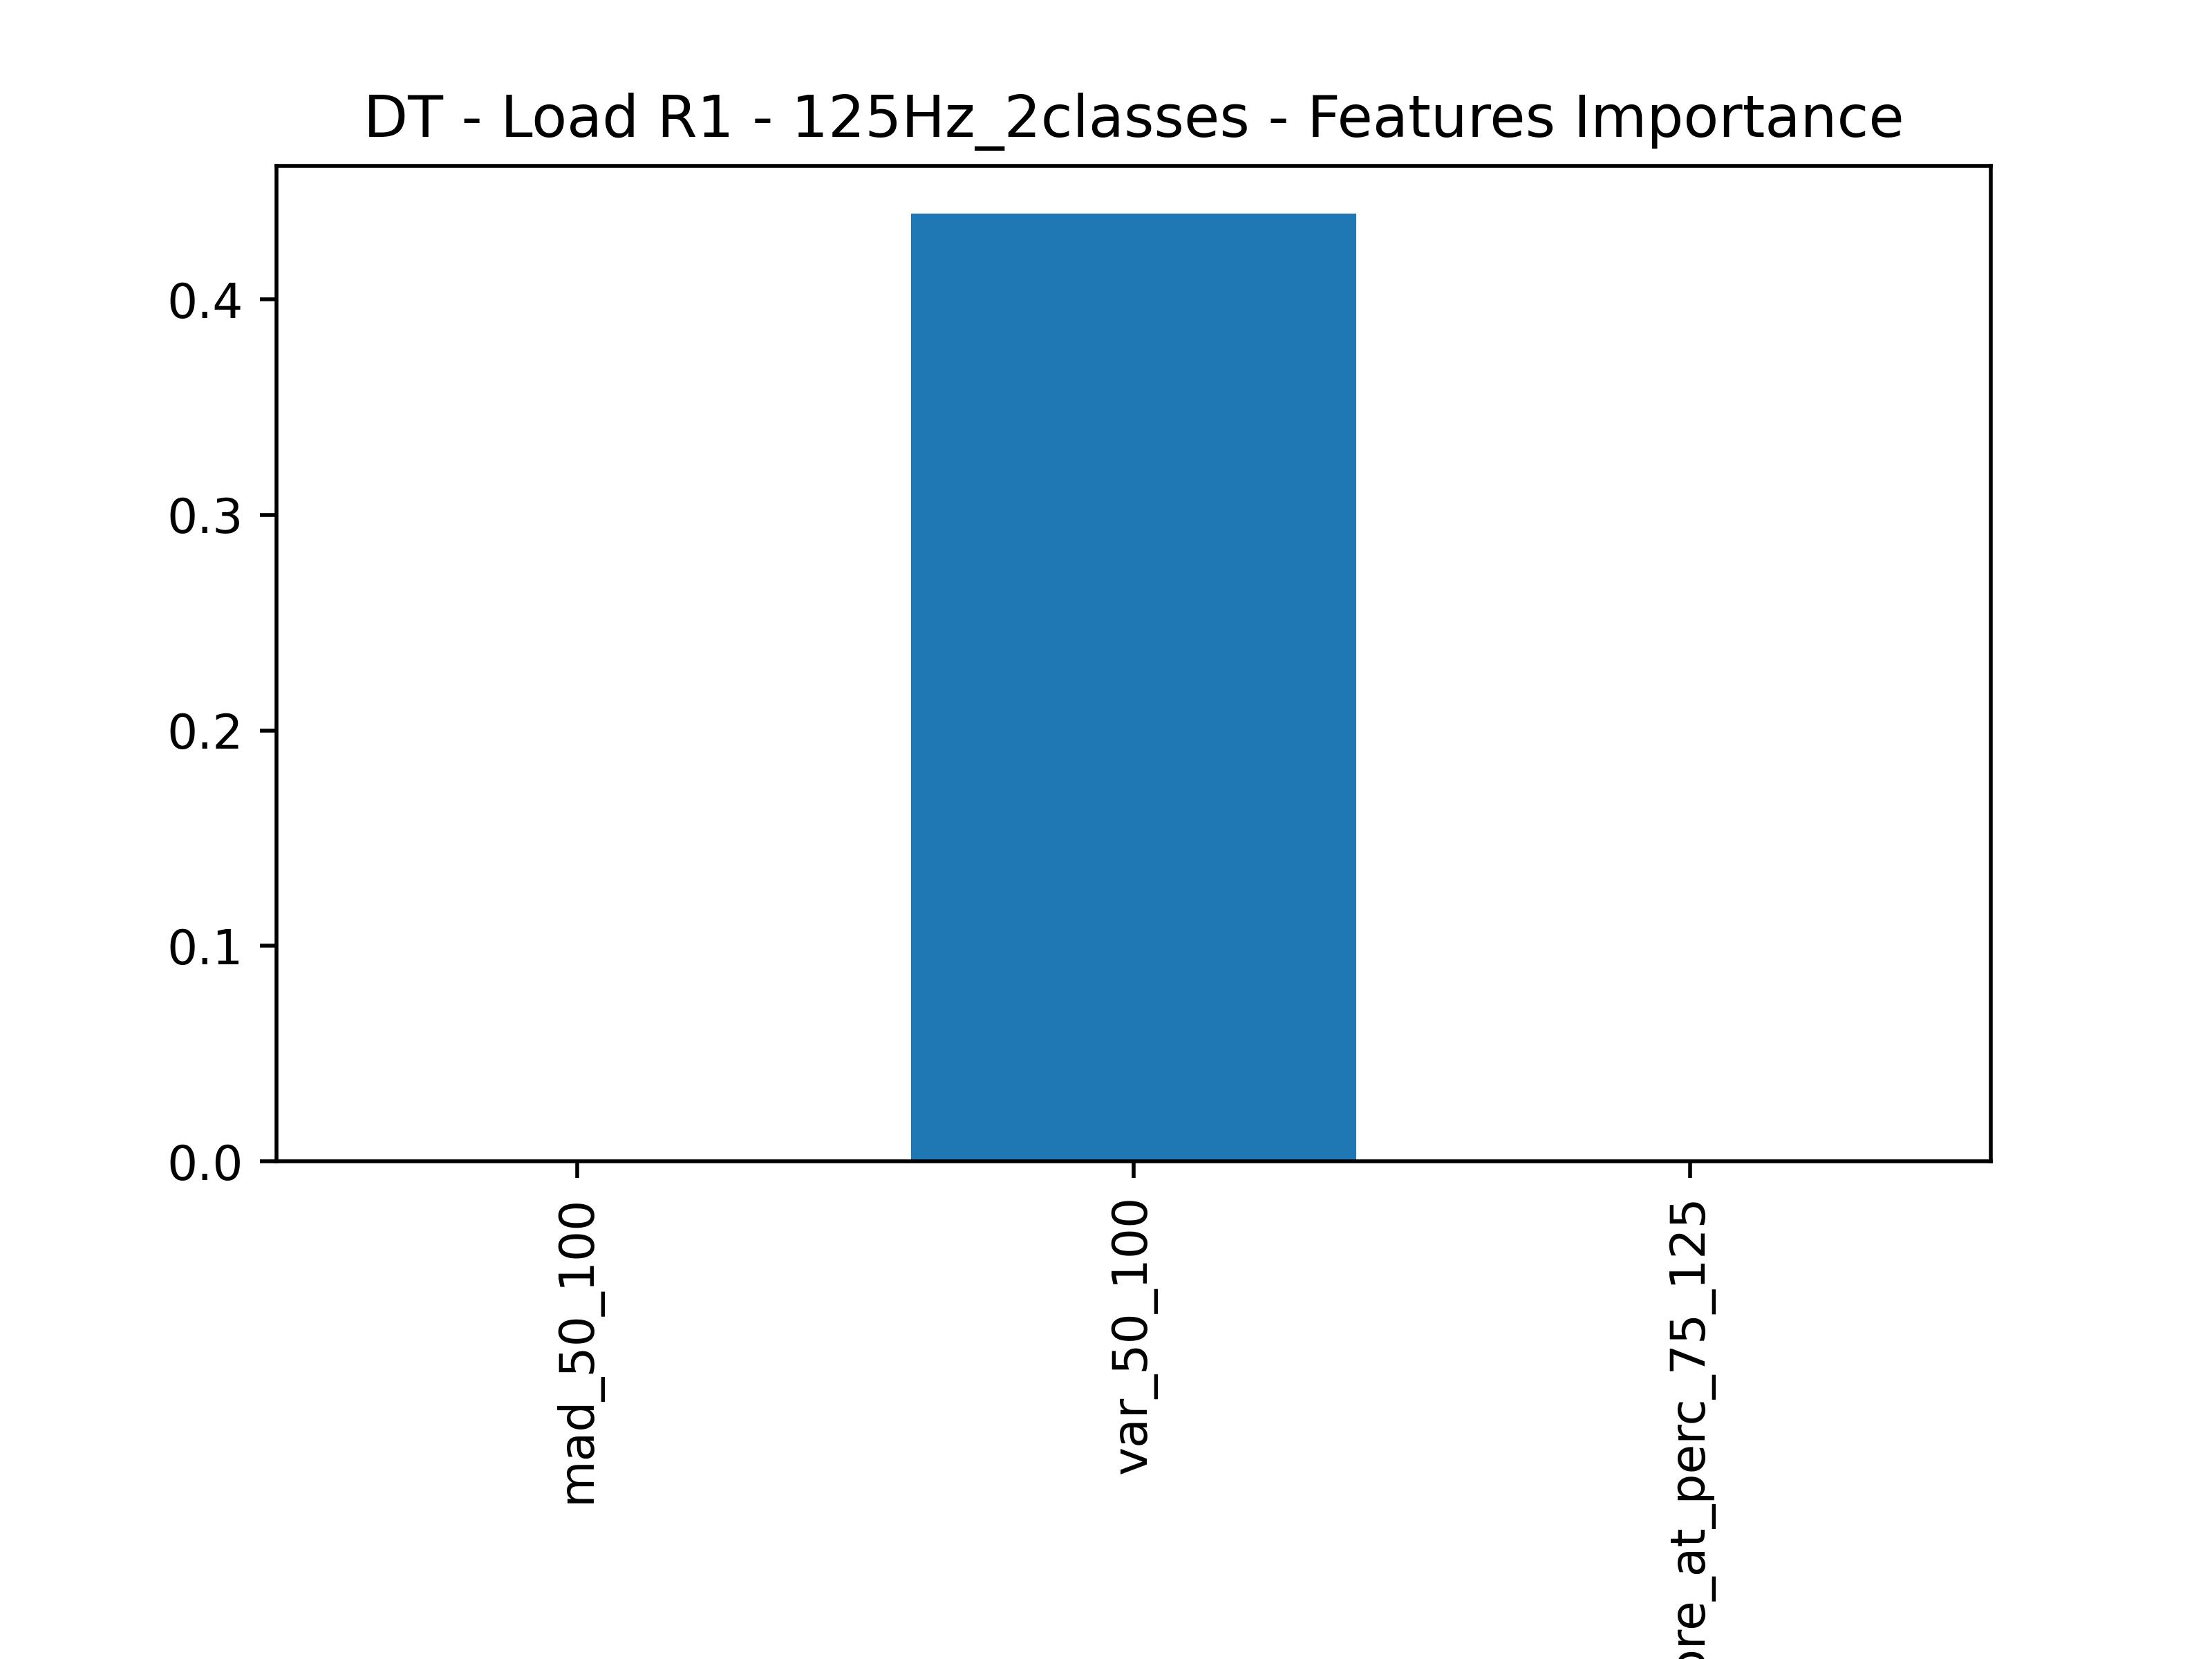 DT - Load R1 - 125Hz_2classes - Features Importance
0.4
0.3
0.2
0.1
0.0
mad_50_100
var_50_100
ore_at_perc_75_125